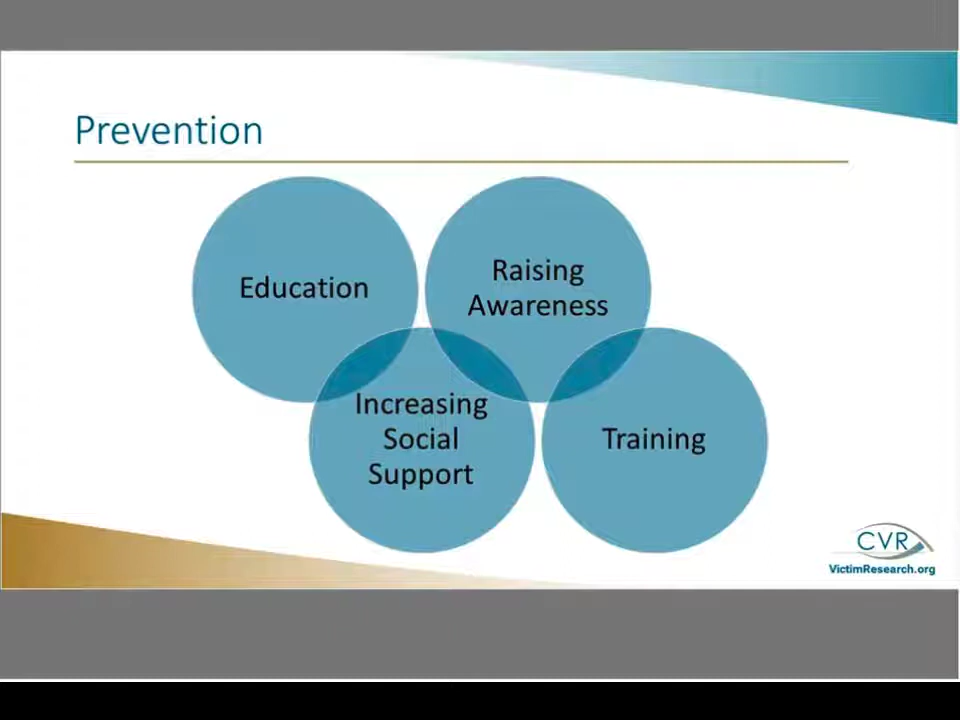 Prevention
Education
Raising
Awareness
Increasing
Social
Support
Training
CVR
VictimResearch.org